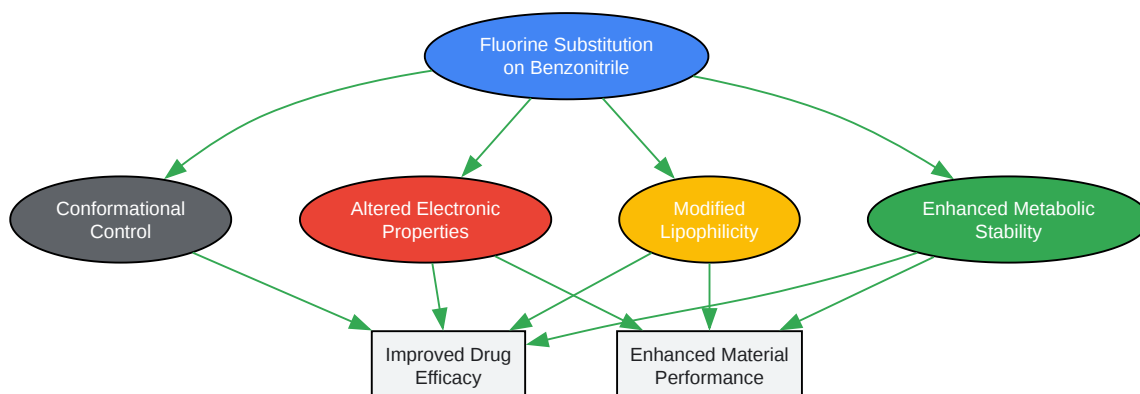 Fluorine Substitution
on Benzonitrile
Conformational
Control
Altered Electronic
Properties
Modified
Lipophilicity
Enhanced Metabolic
Stability
Improved Drug
Efficacy
Enhanced Material
Performance